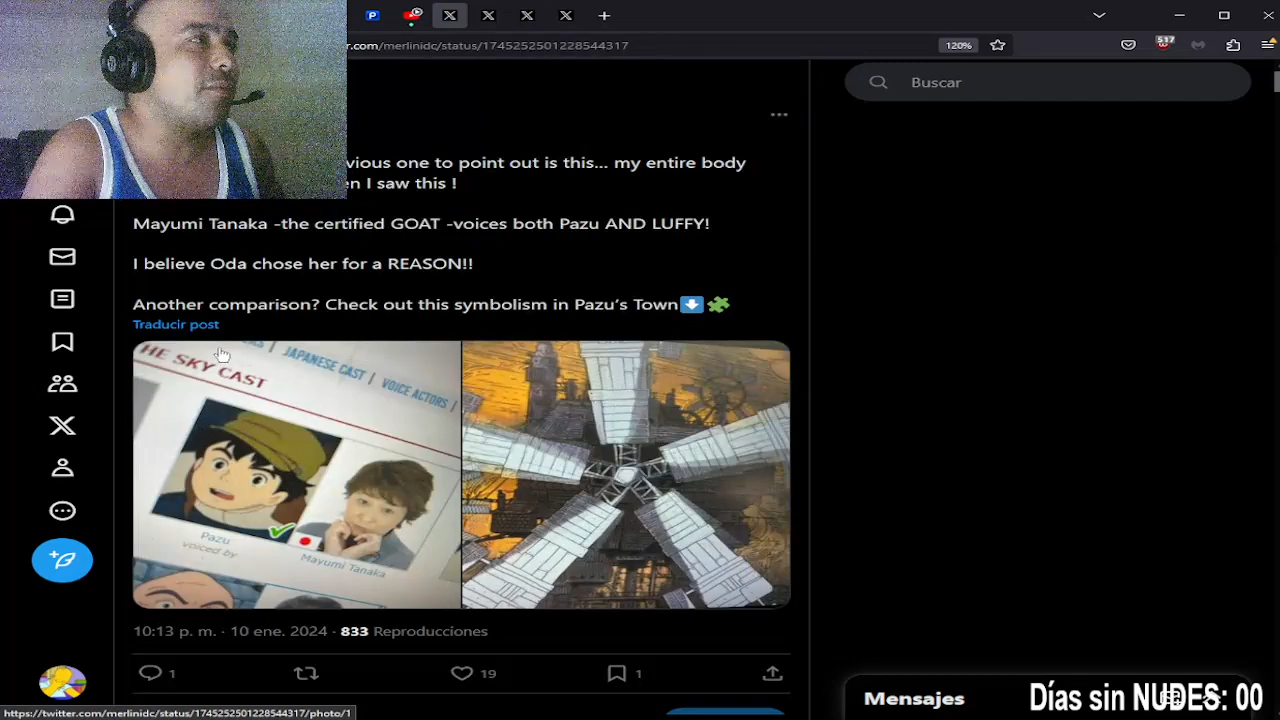 .com/merlinidc/status/1745252501228544317
120%
517
Buscar
vious one to point out is this... my entire body
en I saw this !
Mayumi Tanaka -the certified GOAT -voices both Pazu AND LUFFY!
I believe Oda chose her for a REASON!!
Another comparison? Check out this symbolism in Pazu's Town
Traducir post
JAPANESE CAST | VOICE ACTORS |
HE SKY CAST
Pazu
voiced by
Mayumi Tanaka
10:13 p. m. · 10 ene. 2024 · 833 Reproducciones
1
19
1
Mensajes
Días sin NUDES: 00
https://twitter.com/merlinidc/status/1745252501228544317/photo/1